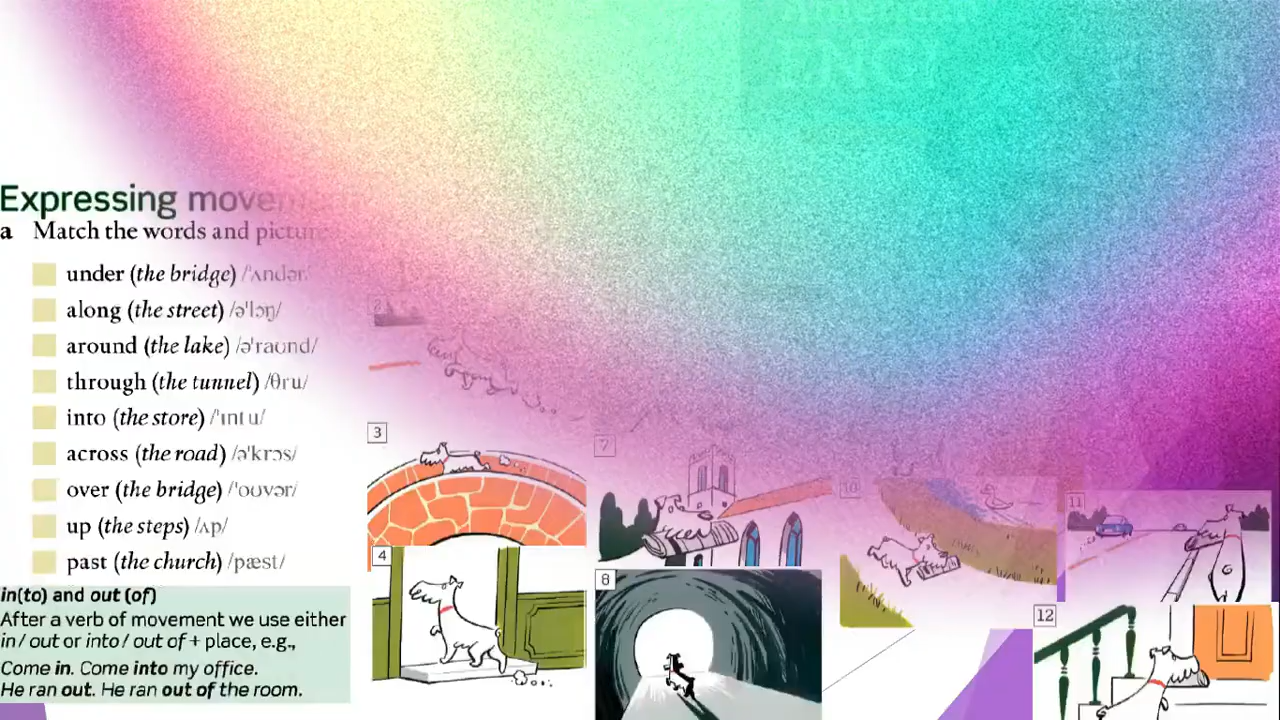 Expressing
a Match the words and
under (the bridge) /ˈʌndər/
along (the street) /əˈlɔŋ/
around (the lake) /əˈraʊnd/
through (the tunnel) /θru/
into (the store) /ˈɪntu/
across (the road) /əˈkrɔs/
over (the bridge) /ˈoʊvər/
up (the steps) /ʌp/
past (the church) /pæst/
in(to) and out (of)
After a verb of movement we use either
in / out or into / out of + place, e.g.,
Come in. Come into my office.
He ran out. He ran out of the room.
2
3
4
7
8
10
11
12